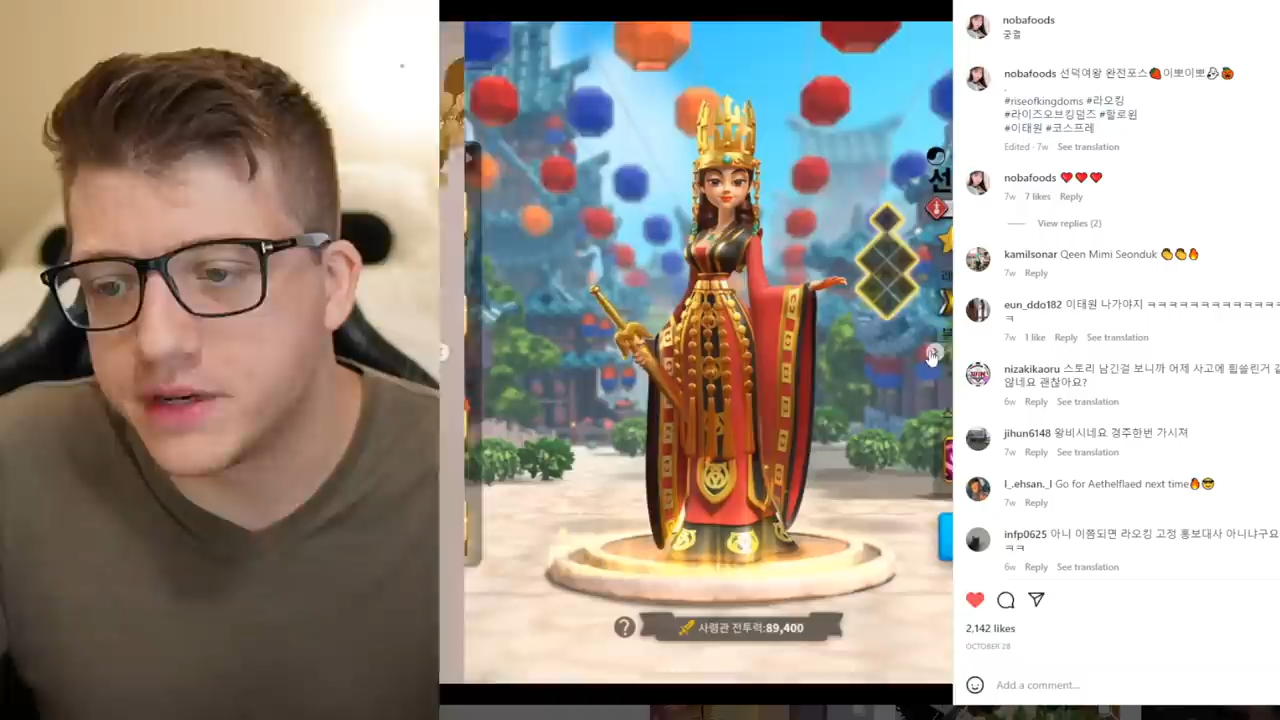 nobafoods
궁궐
nobafoods 선덕여왕 완전포스🍓이뽀이뽀👻🎃
.
#riseofkingdoms #라오킹
#라이즈오브킹덤즈 #할로윈
#이태원 #코스프레
Edited · 7w See translation
nobafoods ❤️❤️❤️
7w 7 likes Reply
View replies (2)
kamilsonar Qeen Mimi Seonduk 👏👏🔥
7w Reply
eun_ddo182 이태원 나가야지 ㅋㅋㅋㅋㅋㅋㅋㅋㅋㅋㅋㅋ
ㅋ
7w 1 like Reply See translation
nizakikaoru 스토리 남긴걸 보니까 어제 사고에 휩쓸린거
않네요 괜찮아요?
6w Reply See translation
jihun6148 왕비시네요 경주한번 가시져
7w Reply See translation
l_.ehsan._l Go for Aethelflaed next time🔥😎
7w Reply
infp0625 아니 이쯤되면 라오킹 고정 홍보대사 아니냐구요
ㅋㅋ
6w Reply See translation
2,142 likes
OCTOBER 28
Add a comment...
선
사령관 전투력:89,400